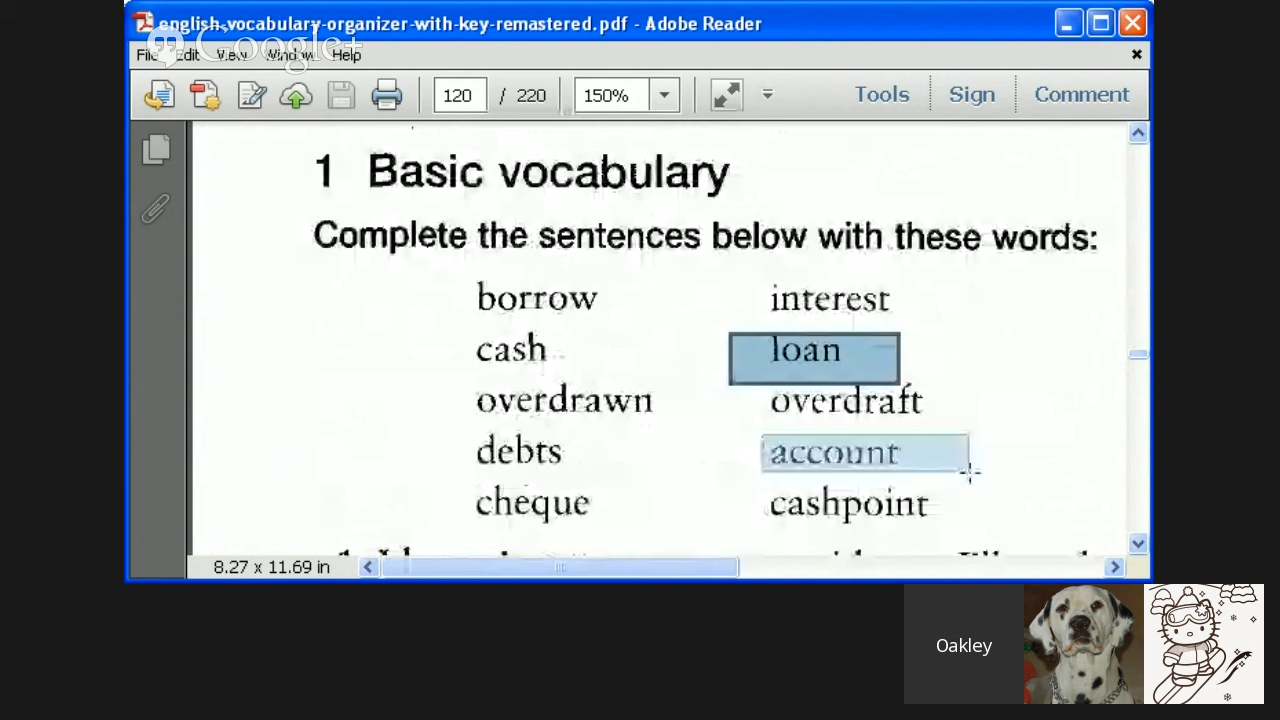 english-vocabulary-organizer-with-key-remastered.pdf - Adobe Reader
Google+
File Edit View Window Help
120 / 220 150% Tools Sign Comment
1 Basic vocabulary
Complete the sentences below with these words:
borrow interest
cash loan
overdrawn overdraft
debts account
cheque cashpoint
8.27 x 11.69 in
Oakley